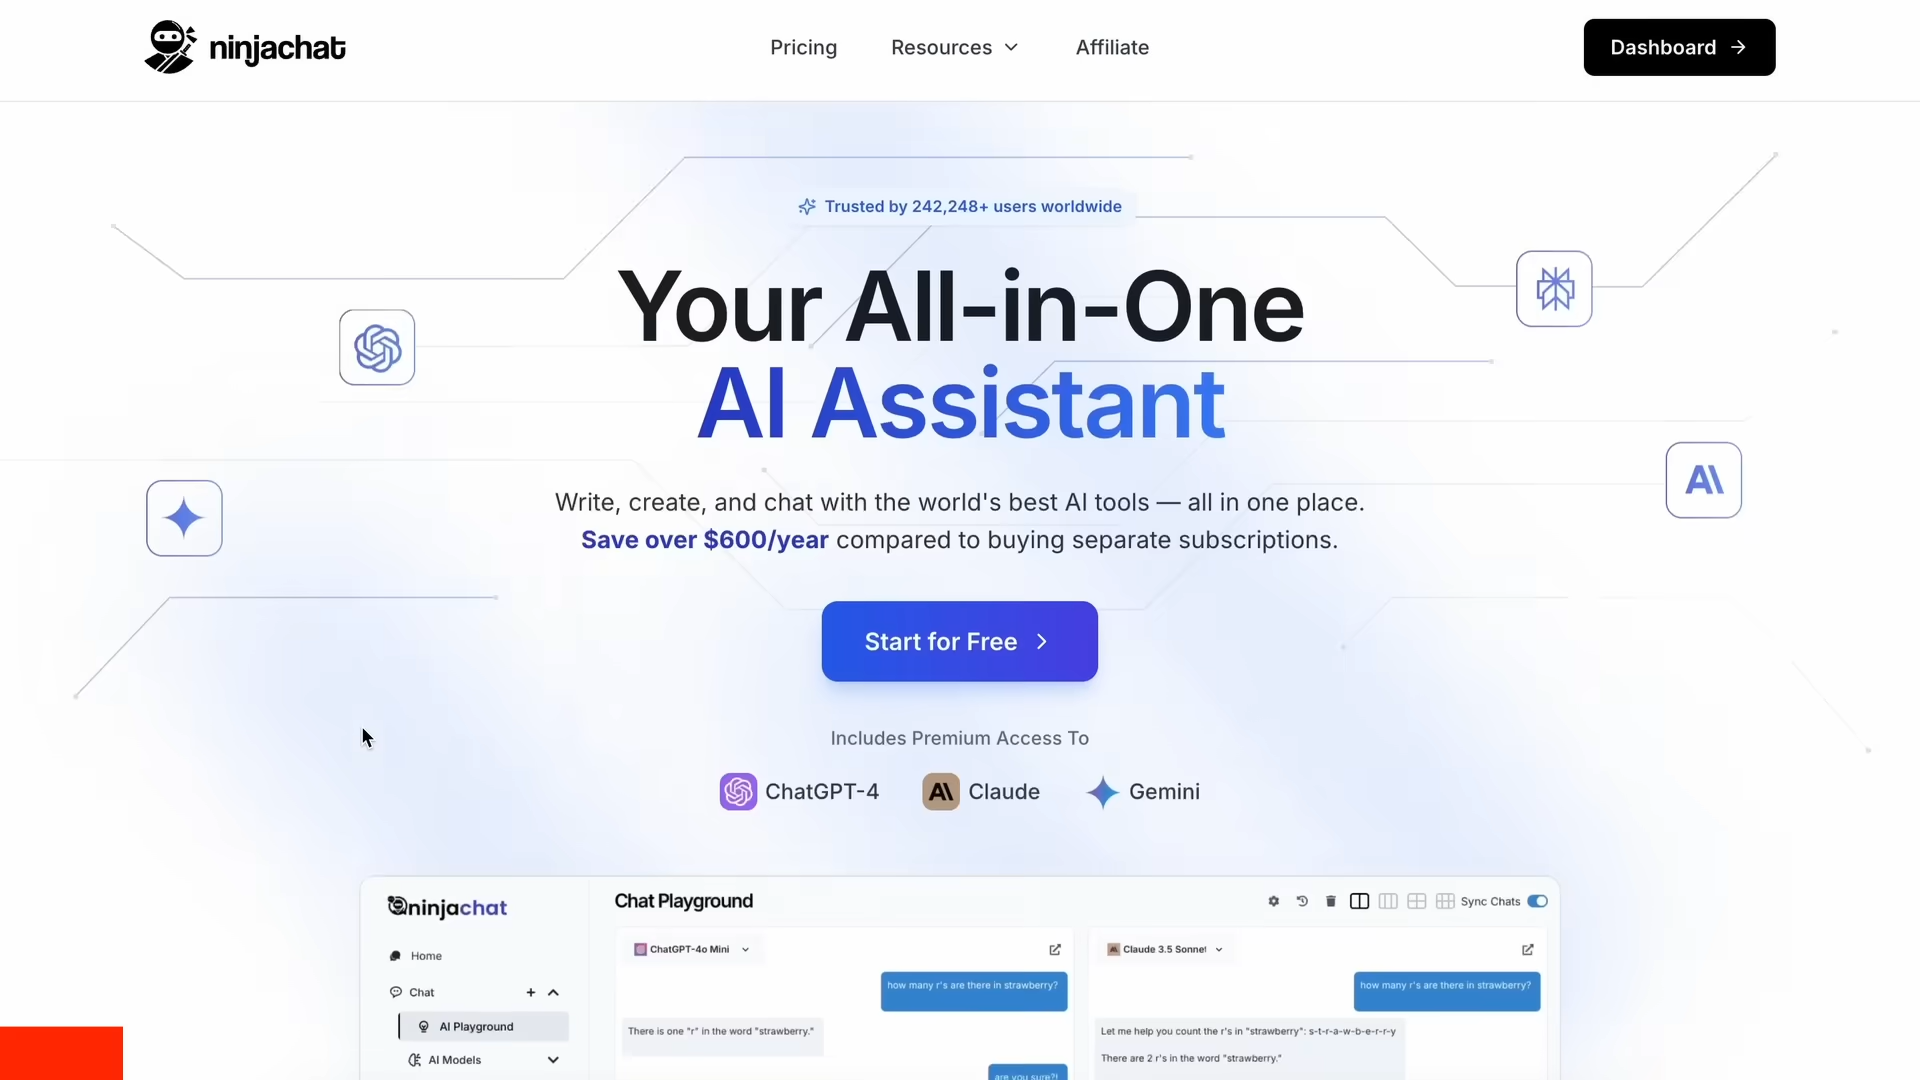 ninjachat
Pricing
Resources
Affiliate
Dashboard
Trusted by 242,248+ users worldwide
Your All-in-One
AI Assistant
Write, create, and chat with the world's best AI tools — all in one place.
Save over $600/year compared to buying separate subscriptions.
Start for Free
Includes Premium Access To
ChatGPT-4
Claude
Gemini
ninjachat
Chat Playground
Sync Chats
Home
Chat
AI Playground
AI Models
ChatGPT-4o Mini
how many r's are there in strawberry?
There is one "r" in the word "strawberry."
are you sure?!
Claude 3.5 Sonnet
how many r's are there in strawberry?
Let me help you count the r's in "strawberry": s-t-r-a-w-b-e-r-r-y
There are 2 r's in the word "strawberry."